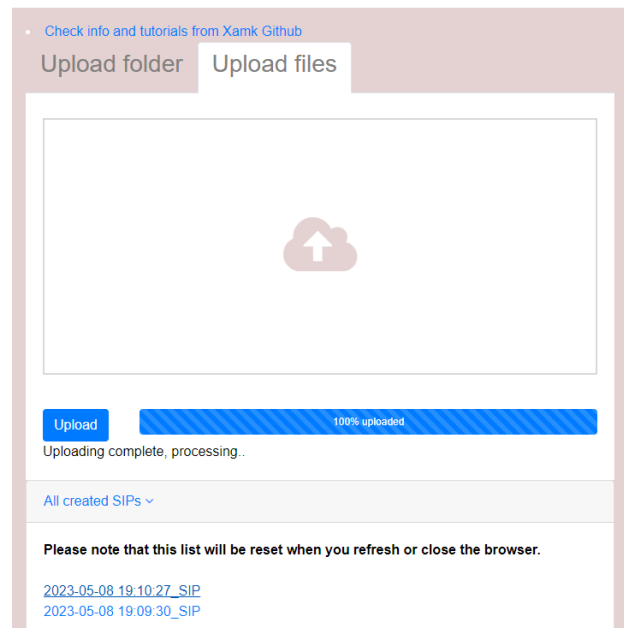 Check info and tutorials from Xamk Github
Upload folder
Upload files
Upload
100% uploaded
Uploading complete, processing..
All created SIPs
Please note that this list will be reset when you refresh or close the browser.
2023-05-08 19:10:27_SIP
2023-05-08 19:09:30_SIP